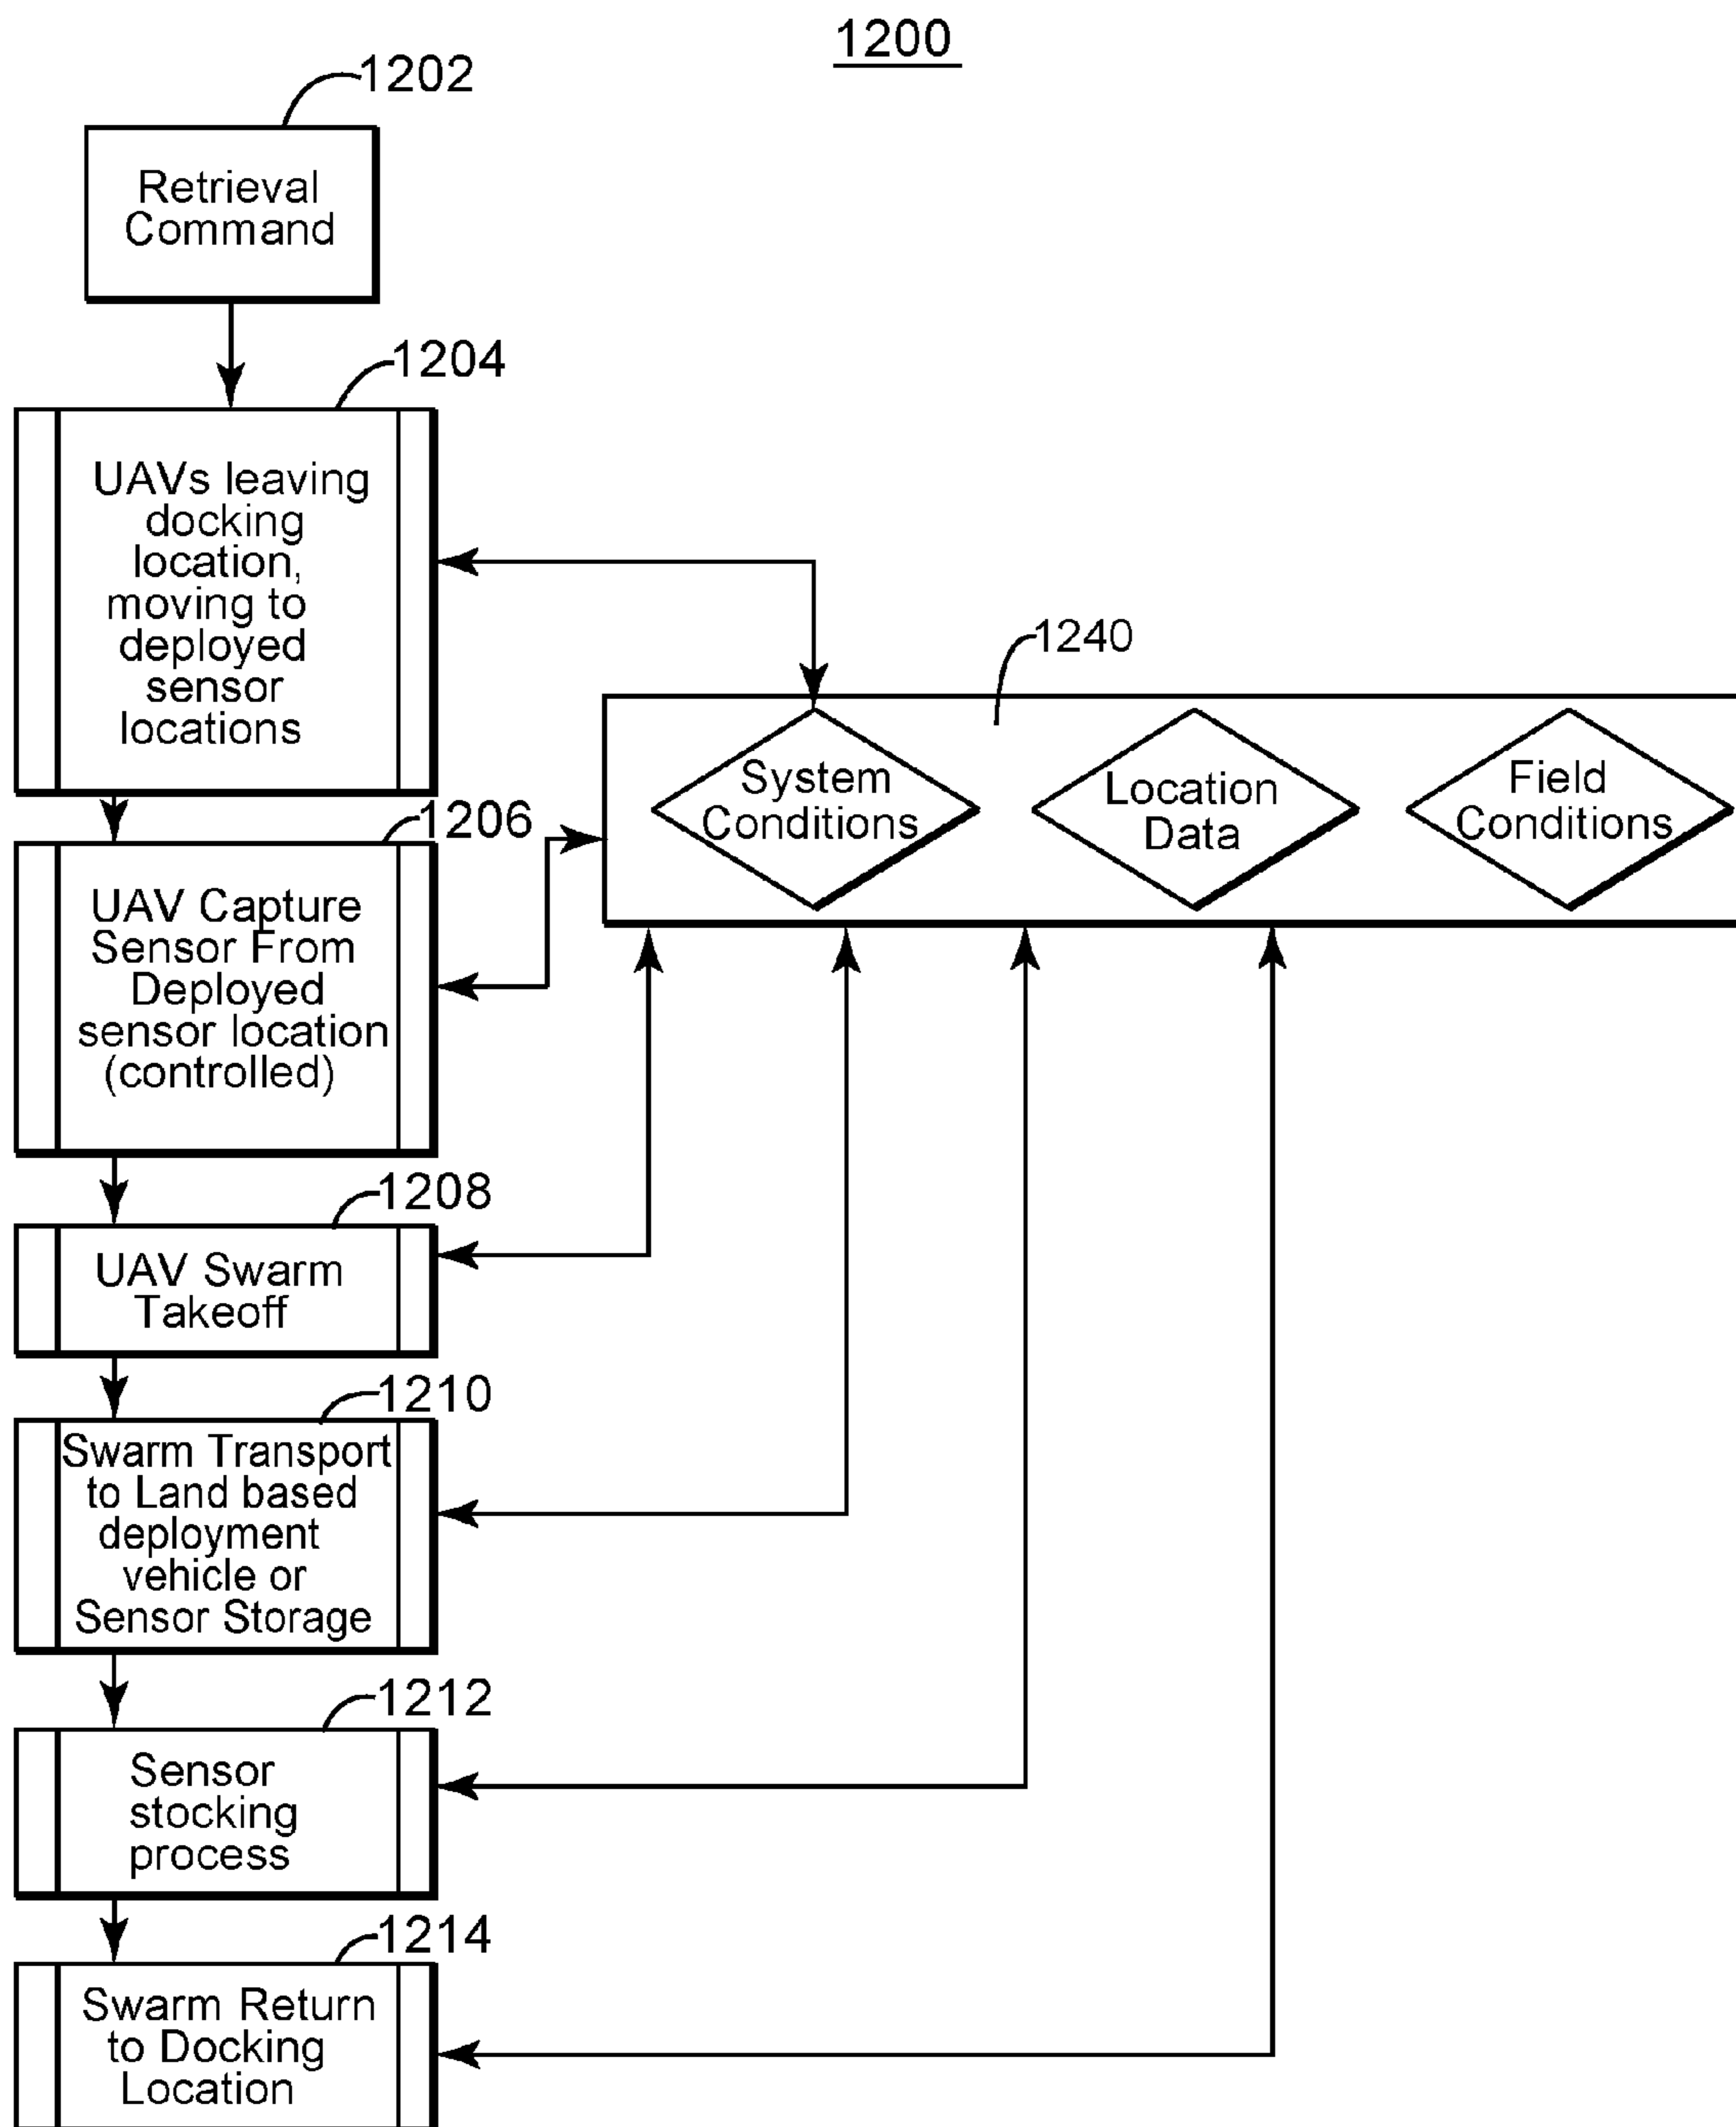 1200
1202
Retrieval
Command
1204
UAVs leaving
docking
location,
moving to
deployed
sensor
locations
1240
System
Conditions
Location
Data
Field
Conditions
1206
UAV Capture
Sensor From
Deployed
sensor location
(controlled)
1208
UAV Swarm
Takeoff
1210
Swarm Transport
to Land based
deployment
vehicle or
Sensor Storage
1212
Sensor
stocking
process
1214
Swarm Return
to Docking
Location